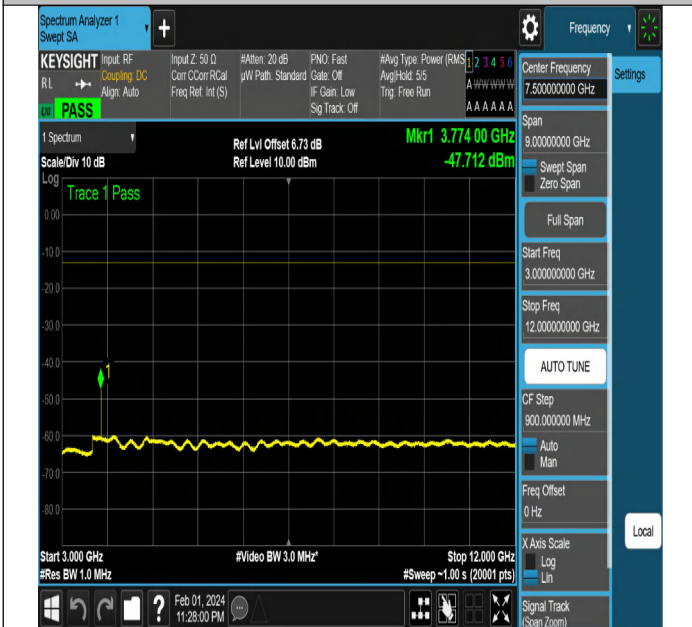 Spectrum Analyzer 1
Swept SA
+
Frequency
KEYSIGHT
RL
LXI PASS
Input: RF
Coupling: DC
Align: Auto
Input Z: 50 Ω
Corr CCorr RCal
Freq Ref: Int (S)
#Atten: 20 dB
µW Path: Standard
PNO: Fast
Gate: Off
IF Gain: Low
Sig Track: Off
#Avg Type: Power (RMS
Avg|Hold: 5/5
Trig: Free Run
1 2 3 4 5 6
A W W W W W
A A A A A A
1 Spectrum
Scale/Div 10 dB
Log
Ref Lvl Offset 6.73 dB
Ref Level 10.00 dBm
Mkr1 3.774 00 GHz
-47.712 dBm
Trace 1 Pass
0.00
-10.0
-20.0
-30.0
-40.0
-50.0
-60.0
-70.0
-80.0
1
Start 3.000 GHz
#Res BW 1.0 MHz
#Video BW 3.0 MHz*
Stop 12.000 GHz
#Sweep ~1.00 s (20001 pts)
?
Feb 01, 2024
11:28:00 PM
Center Frequency
7.500000000 GHz
Settings
Span
9.00000000 GHz
Swept Span
Zero Span
Full Span
Start Freq
3.000000000 GHz
Stop Freq
12.000000000 GHz
AUTO TUNE
CF Step
900.000000 MHz
Auto
Man
Freq Offset
0 Hz
X Axis Scale
Log
Lin
Local
Signal Track
(Span Zoom)